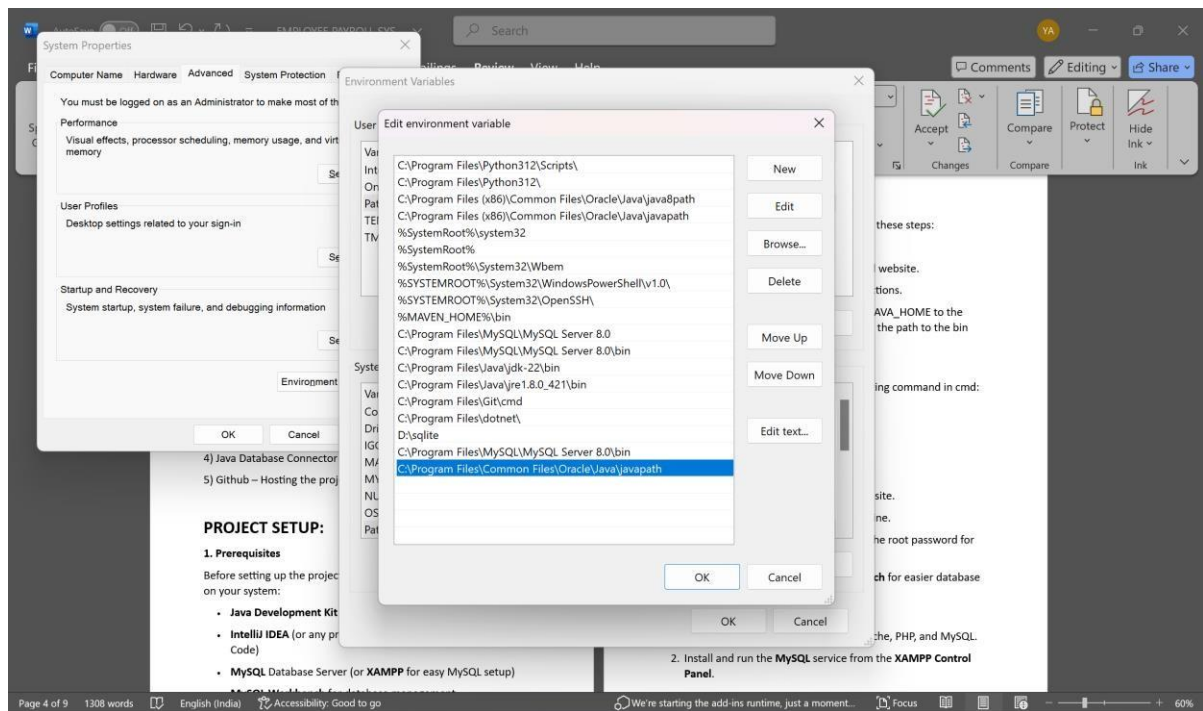 Search
YA
System Properties
Comments
Editing
Share
Computer Name Hardware Advanced System Protection
Environment Variables
You must be logged on as an Administrator to make most of th
Performance
Visual effects, processor scheduling, memory usage, and virt
memory
User Profiles
Desktop settings related to your sign-in
Startup and Recovery
System startup, system failure, and debugging information
Environment
OK
Cancel
User
Edit environment variable
C:\Program Files\Python312\Scripts\
C:\Program Files\Python312\
C:\Program Files (x86)\Common Files\Oracle\Java\java8path
C:\Program Files (x86)\Common Files\Oracle\Java\javapath
%SystemRoot%\system32
%SystemRoot%
%SystemRoot%\System32\Wbem
%SYSTEMROOT%\System32\WindowsPowerShell\v1.0\
%SYSTEMROOT%\System32\OpenSSH\
%MAVEN_HOME%\bin
C:\Program Files\MySQL\MySQL Server 8.0
C:\Program Files\MySQL\MySQL Server 8.0\bin
C:\Program Files\Java\jdk-22\bin
C:\Program Files\Java\jre1.8.0_421\bin
C:\Program Files\Git\cmd
C:\Program Files\dotnet\
D:\sqlite
C:\Program Files\MySQL\MySQL Server 8.0\bin
C:\Program Files\Common Files\Oracle\Java\javapath
New
Edit
Browse...
Delete
Move Up
Move Down
Edit text...
OK
Cancel
OK
Cancel
Accept
Changes
Compare
Compare
Protect
Hide
Ink
Ink
4) Java Database Connector
5) Github – Hosting the proj
PROJECT SETUP:
1. Prerequisites
Before setting up the projec
on your system:
• Java Development Kit
• IntelliJ IDEA (or any pr
Code)
• MySQL Database Server (or XAMPP for easy MySQL setup)
these steps:
website.
tions.
AVA_HOME to the
the path to the bin
ing command in cmd:
site.
ne.
he root password for
ch for easier database
che, PHP, and MySQL.
2. Install and run the MySQL service from the XAMPP Control
Panel.
Page 4 of 9 1308 words English (India) Accessibility: Good to go
We're starting the add-ins runtime, just a moment...
Focus
60%